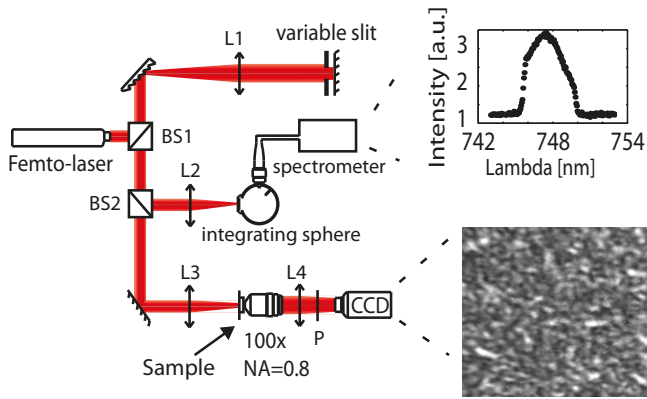 L1
variable slit
Femto-laser
BS1
L2
spectrometer
BS2
integrating sphere
L3
L4
CCD
P
Sample
100x
NA=0.8
Intensity [a.u.]
3
2
1
742
748
754
Lambda [nm]